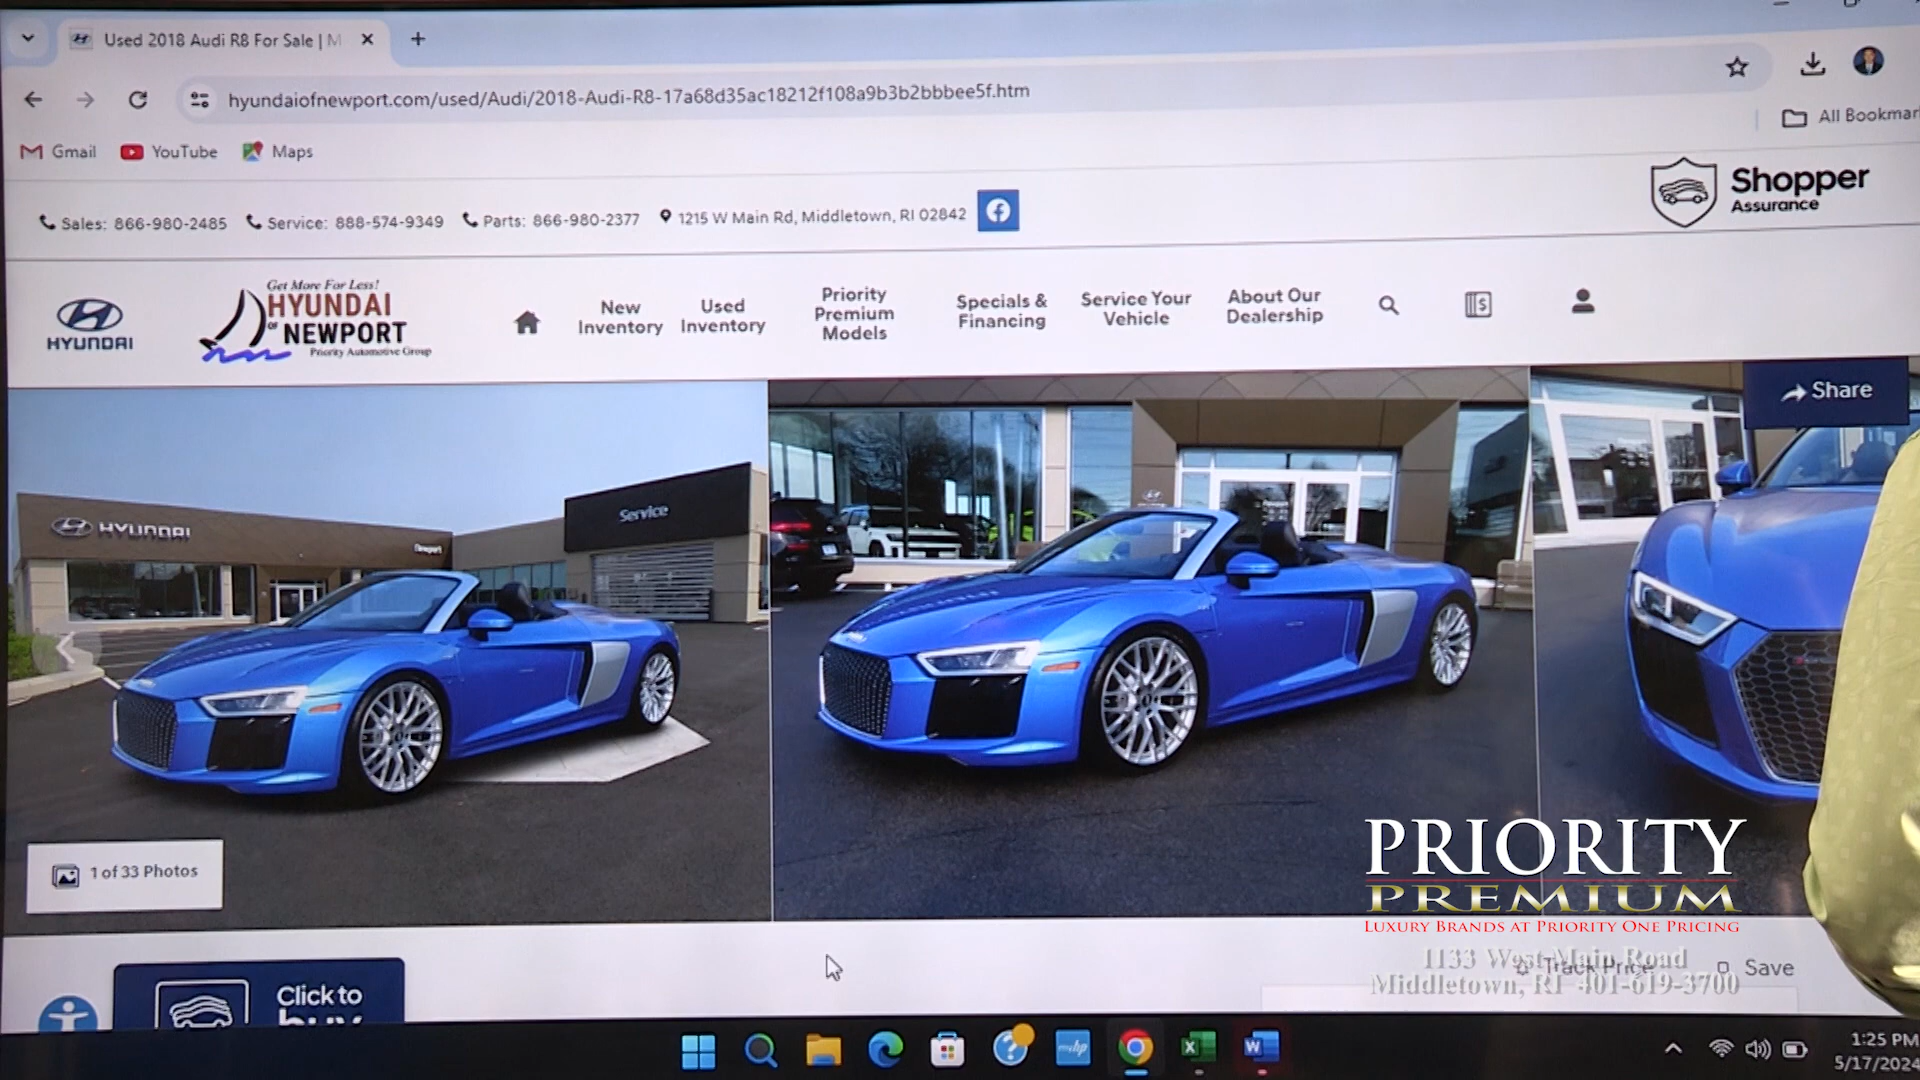 Used 2018 Audi R8 For Sale | M
hyundaiofnewport.com/used/Audi/2018-Audi-R8-17a68d35ac18212f108a9b3b2bbbee5f.htm
All Bookmar
Gmail YouTube Maps
Shopper
Assurance
Sales: 866-980-2485 Service: 888-574-9349 Parts: 866-980-2377 1215 W Main Rd, Middletown, RI 02842
HYUNDAI
Get More For Less!
HYUNDAI
OF NEWPORT
Priority Automotive Group
New Inventory
Used Inventory
Priority Premium Models
Specials & Financing
Service Your Vehicle
About Our Dealership
Share
HYUNDAI
Newport
Service
1 of 33 Photos
PRIORITY
PREMIUM
LUXURY BRANDS AT PRIORITY ONE PRICING
1133 West Main Road
Middletown, RI 401-619-3700
Track Price
Save
Click to
buy
myhp
1:25 PM
5/17/2024